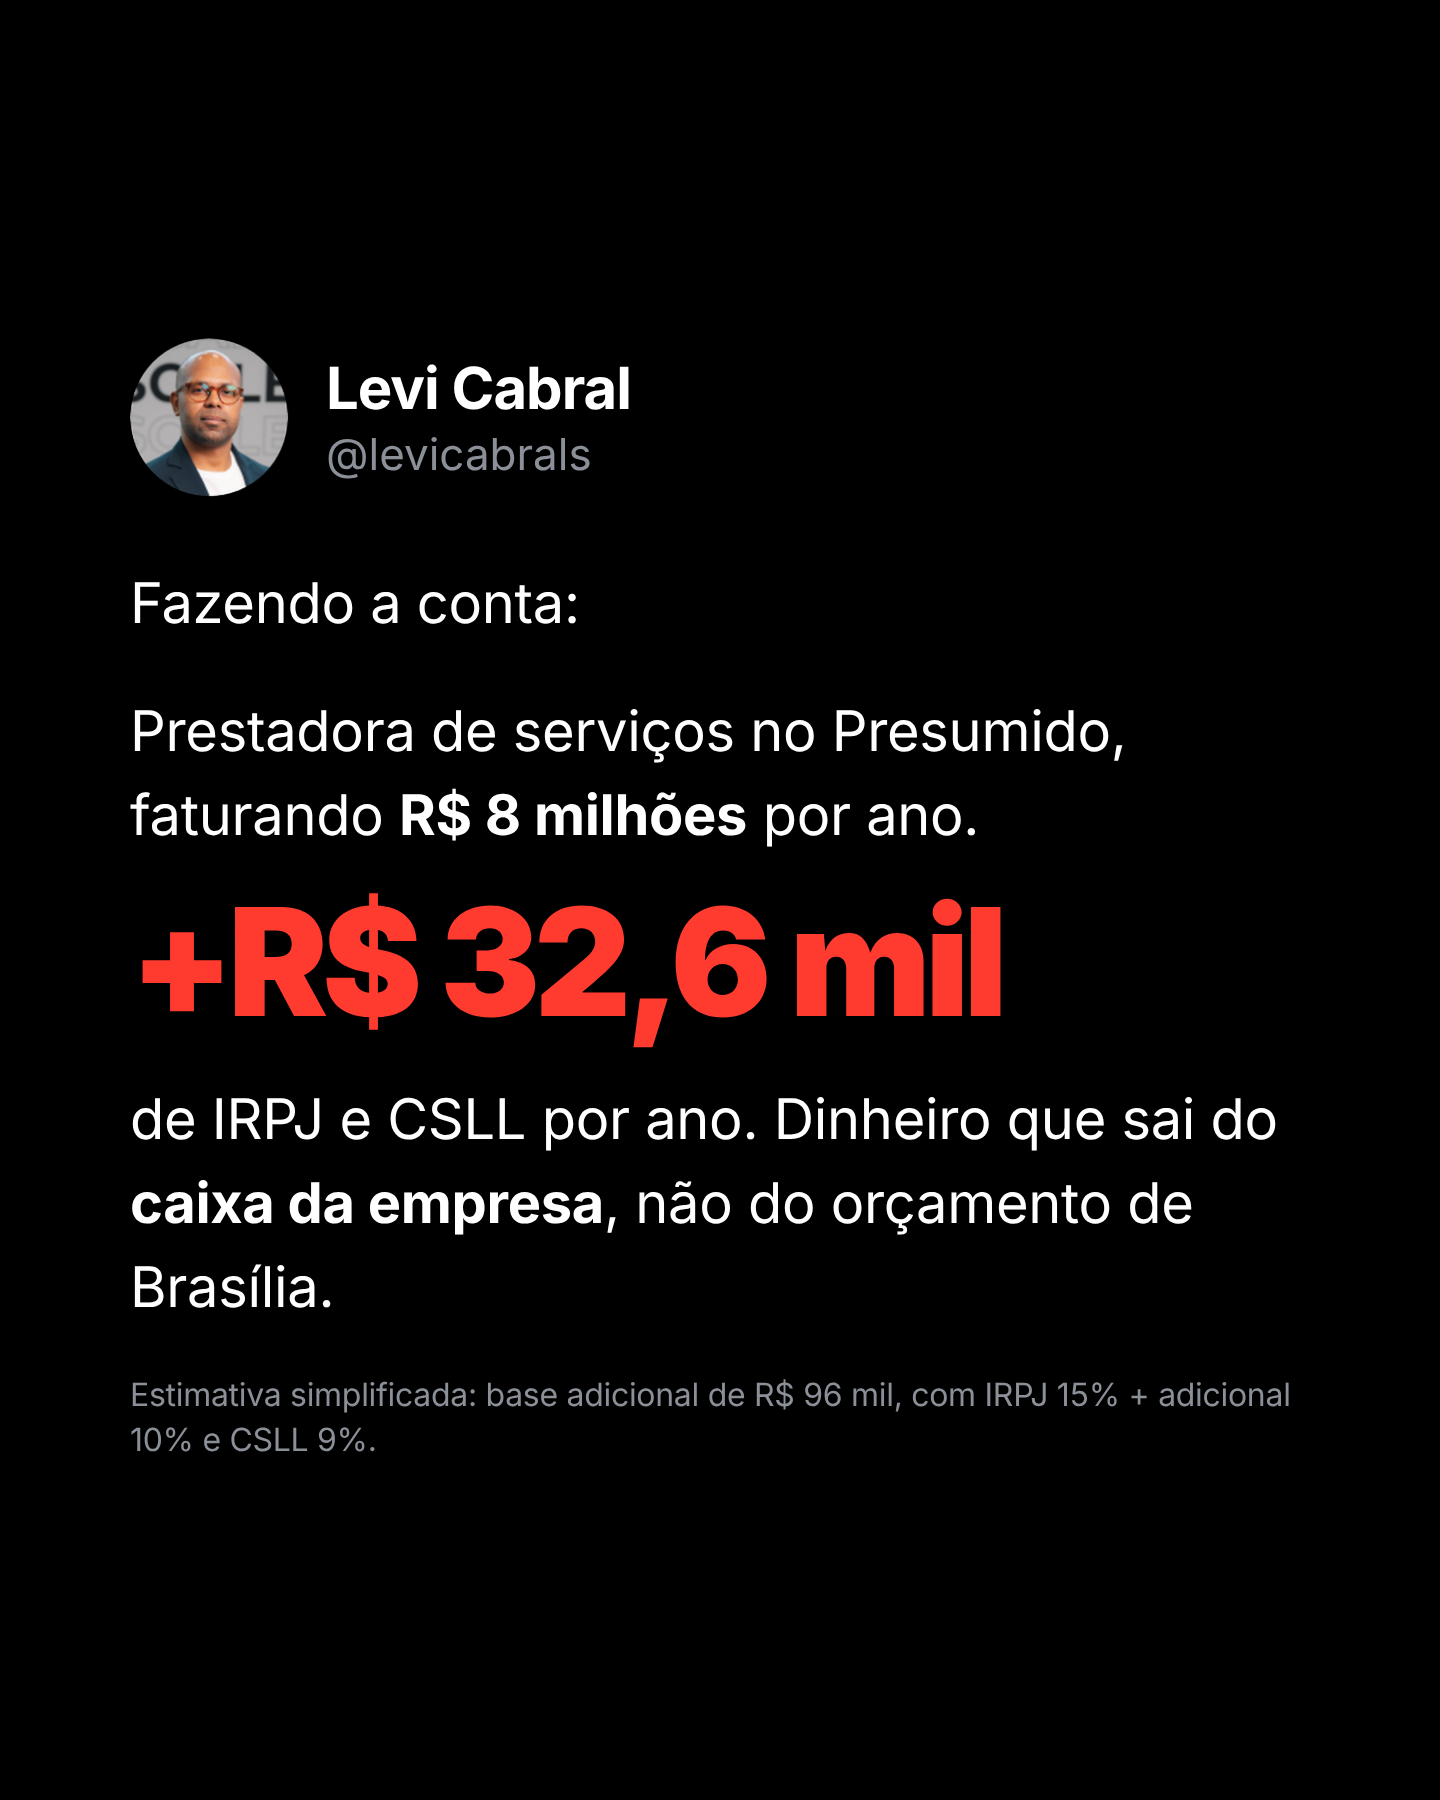 Levi Cabral
@levicabrals
Fazendo a conta:
Prestadora de serviços no Presumido,
faturando R$ 8 milhões por ano.
+R$ 32,6 mil
de IRPJ e CSLL por ano. Dinheiro que sai do
caixa da empresa, não do orçamento de
Brasília.
Estimativa simplificada: base adicional de R$ 96 mil, com IRPJ 15% + adicional
10% e CSLL 9%.